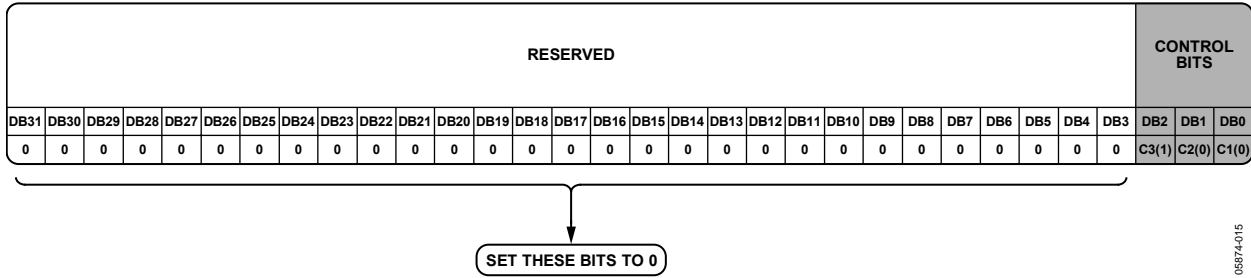 RESERVED
CONTROL
BITS
DB31 DB30 DB29 DB28 DB27 DB26 DB25 DB24 DB23 DB22 DB21 DB20 DB19 DB18 DB17 DB16 DB15 DB14 DB13 DB12 DB11 DB10 DB9 DB8 DB7 DB6 DB5 DB4 DB3 DB2 DB1 DB0
0 0 0 0 0 0 0 0 0 0 0 0 0 0 0 0 0 0 0 0 0 0 0 0 0 0 0 0 0 C3(1) C2(0) C1(0)
SET THESE BITS TO 0
05874-015